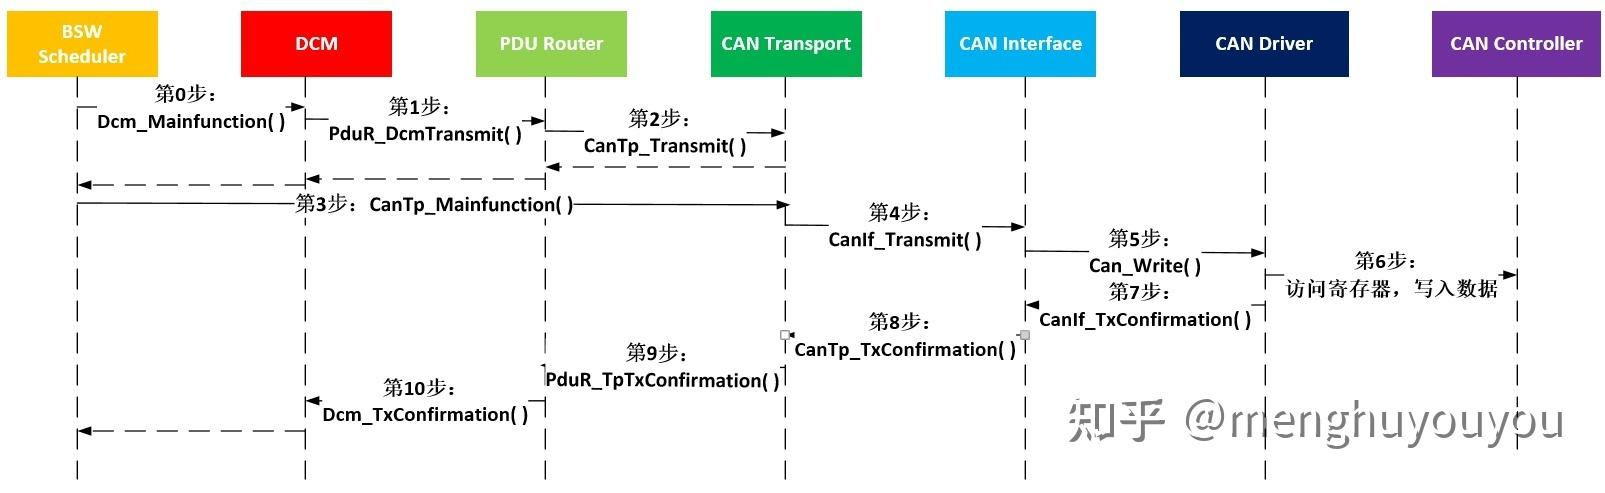 BSW
Scheduler
DCM
PDU Router
CAN Transport
CAN Interface
CAN Driver
CAN Controller
第0步：
Dcm_Mainfunction( )
第1步：
PduR_DcmTransmit( )
第2步：
CanTp_Transmit( )
第3步：CanTp_Mainfunction( )
第4步：
CanIf_Transmit( )
第5步：
Can_Write( )
第6步：
访问寄存器，写入数据
第7步：
CanIf_TxConfirmation( )
第8步：
CanTp_TxConfirmation( )
第9步：
PduR_TpTxConfirmation( )
第10步：
Dcm_TxConfirmation( )
知乎 @menghuyouyou